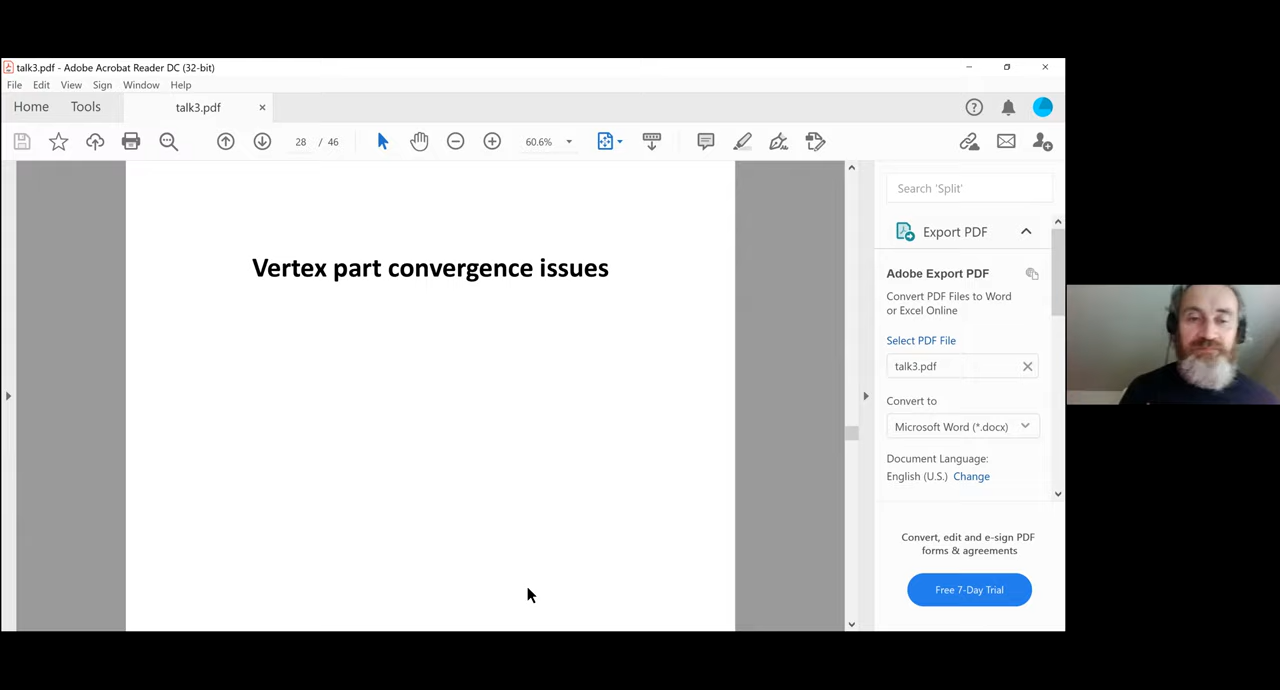 talk3.pdf - Adobe Acrobat Reader DC (32-bit)
File Edit View Sign Window Help
Home Tools talk3.pdf
28 / 46 60.6%
Vertex part convergence issues
Search 'Split'
Export PDF
Adobe Export PDF
Convert PDF Files to Word
or Excel Online
Select PDF File
talk3.pdf
Convert to
Microsoft Word (*.docx)
Document Language:
English (U.S.) Change
Convert, edit and e-sign PDF
forms & agreements
Free 7-Day Trial